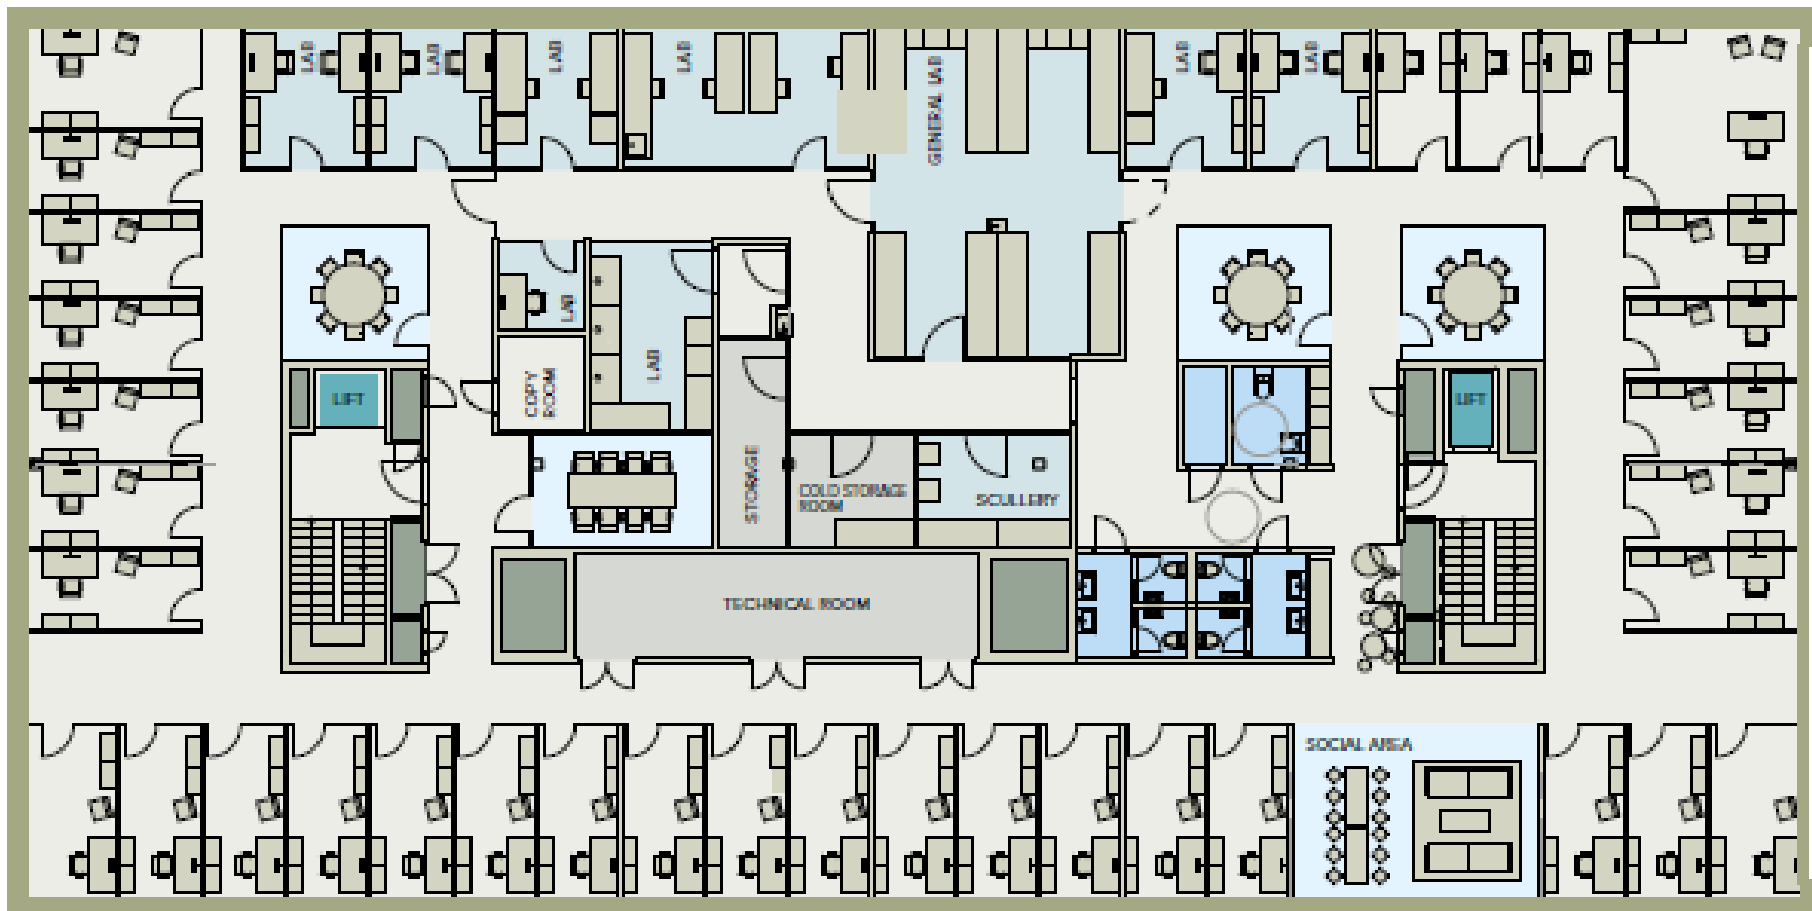 LAB
LAB
LAB
LAB
GENERAL LAB
LAB
LAB
LAB
LAB
COPY
ROOM
LIFT
LIFT
STORAGE
COLD STORAGE
ROOM
SCULLERY
TECHNICAL ROOM
SOCIAL AREA